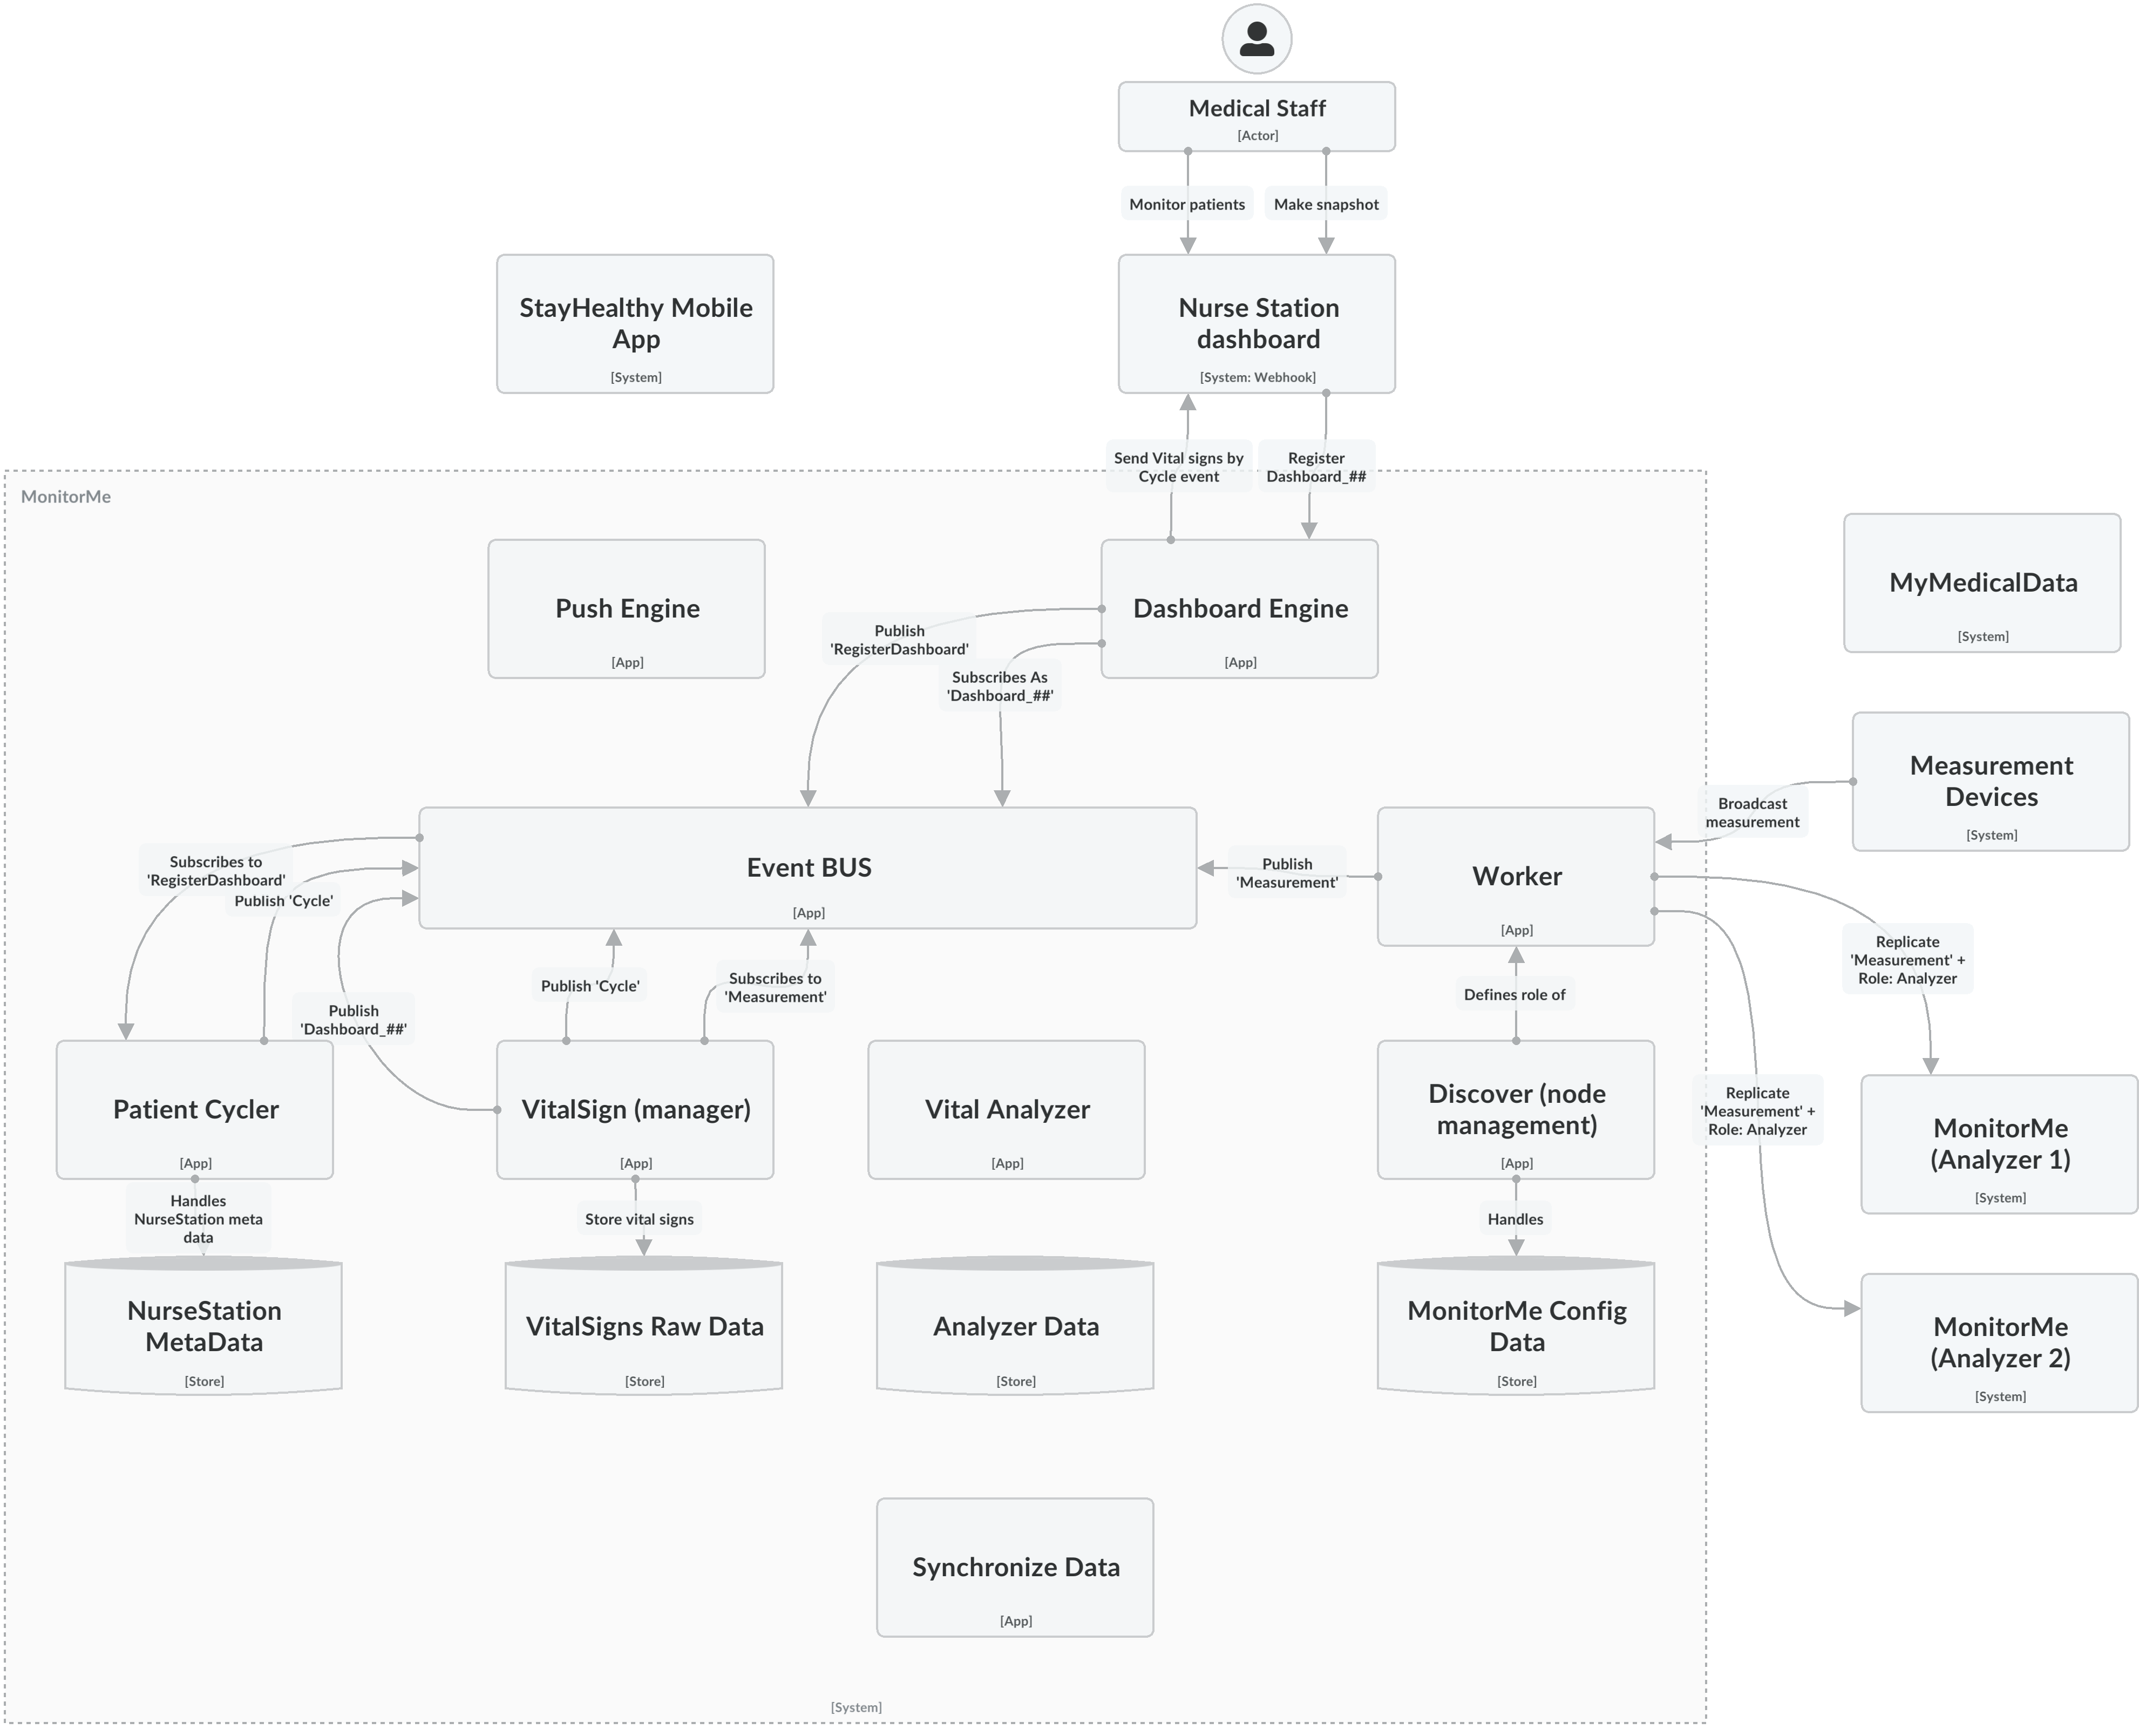 Medical Staff
[Actor]
Monitor patients
Make snapshot
StayHealthy Mobile
App
[System]
Nurse Station
dashboard
[System: Webhook]
Send Vital signs by
Cycle event
Register
Dashboard_##
MonitorMe
Push Engine
[App]
Dashboard Engine
[App]
MyMedicalData
[System]
Publish
'RegisterDashboard'
Subscribes As
'Dashboard_##'
Measurement
Devices
[System]
Broadcast
measurement
Event BUS
[App]
Publish
'Measurement'
Worker
[App]
Subscribes to
'RegisterDashboard'
Publish 'Cycle'
Publish
'Dashboard_##'
Publish 'Cycle'
Subscribes to
'Measurement'
Defines role of
Replicate
'Measurement' +
Role: Analyzer
Replicate
'Measurement' +
Role: Analyzer
Patient Cycler
[App]
VitalSign (manager)
[App]
Vital Analyzer
[App]
Discover (node
management)
[App]
MonitorMe
(Analyzer 1)
[System]
Handles
NurseStation meta
data
Store vital signs
Handles
NurseStation
MetaData
[Store]
VitalSigns Raw Data
[Store]
Analyzer Data
[Store]
MonitorMe Config
Data
[Store]
MonitorMe
(Analyzer 2)
[System]
Synchronize Data
[App]
[System]